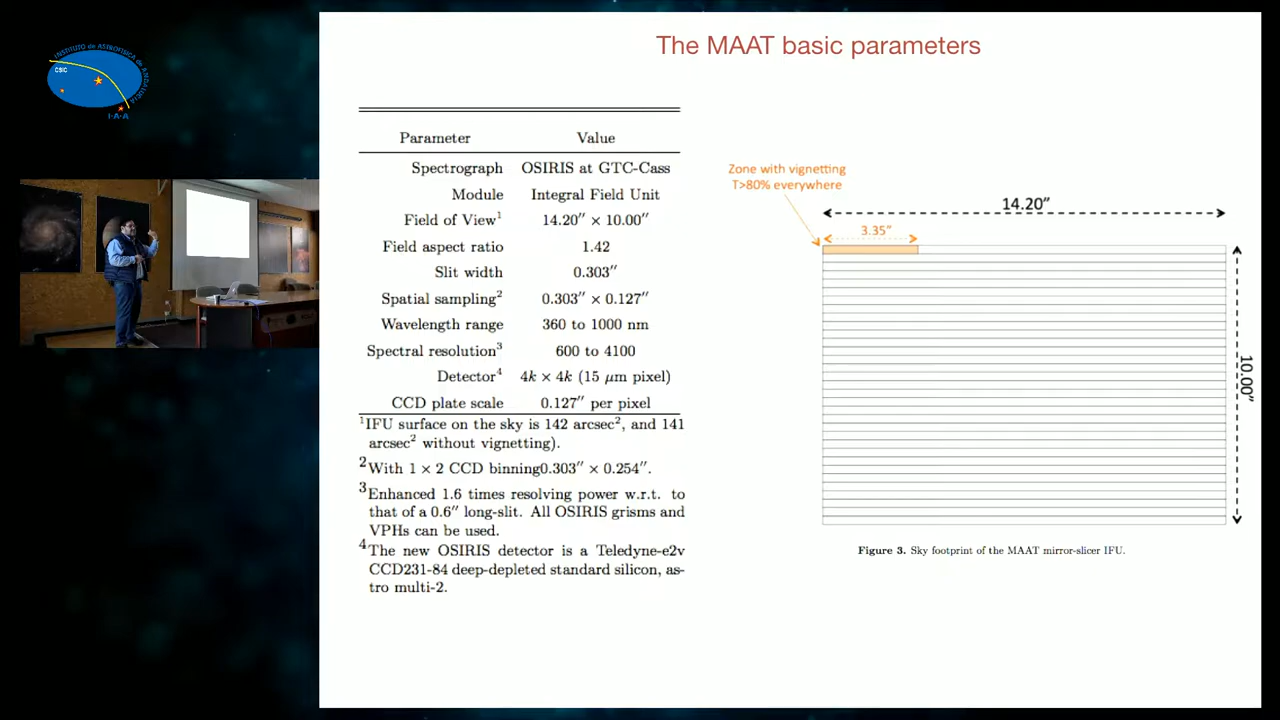 The MAAT basic parameters
INSTITUTO de ASTROFÍSICA de ANDALUCÍA
CSIC
I-A-A
Parameter Value
Spectrograph OSIRIS at GTC-Cass
Module Integral Field Unit
Field of View¹ 14.20″ × 10.00″
Field aspect ratio 1.42
Slit width 0.303″
Spatial sampling² 0.303″ × 0.127″
Wavelength range 360 to 1000 nm
Spectral resolution³ 600 to 4100
Detector⁴ 4k × 4k (15 μm pixel)
CCD plate scale 0.127″ per pixel
¹IFU surface on the sky is 142 arcsec², and 141
arcsec² without vignetting).
²With 1 × 2 CCD binning0.303″ × 0.254″.
³Enhanced 1.6 times resolving power w.r.t. to
that of a 0.6″ long-slit. All OSIRIS grisms and
VPHs can be used.
⁴The new OSIRIS detector is a Teledyne-e2v
CCD231-84 deep-depleted standard silicon, as-
tro multi-2.
Zone with vignetting
T>80% everywhere
14.20”
3.35”
10.00”
Figure 3. Sky footprint of the MAAT mirror-slicer IFU.